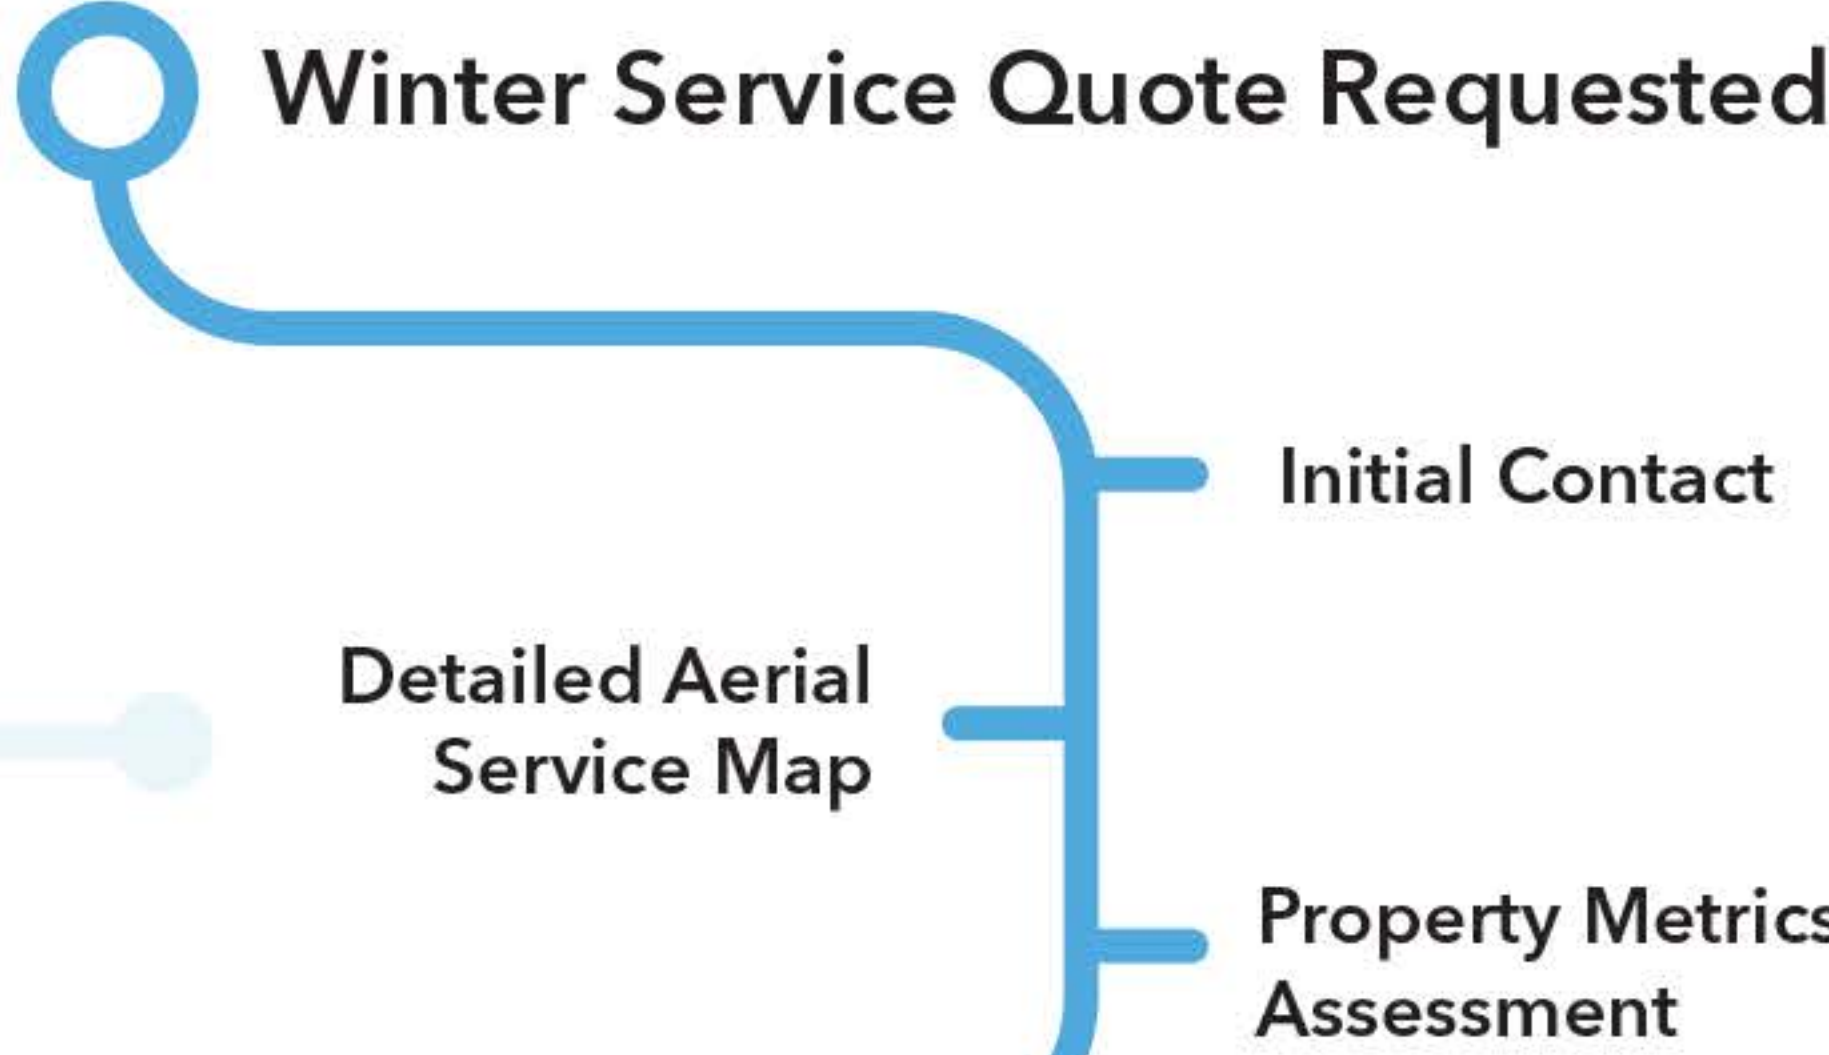 Winter Service Quote Requested
Initial Contact
Detailed Aerial
Service Map
Property Metrics
Assessment